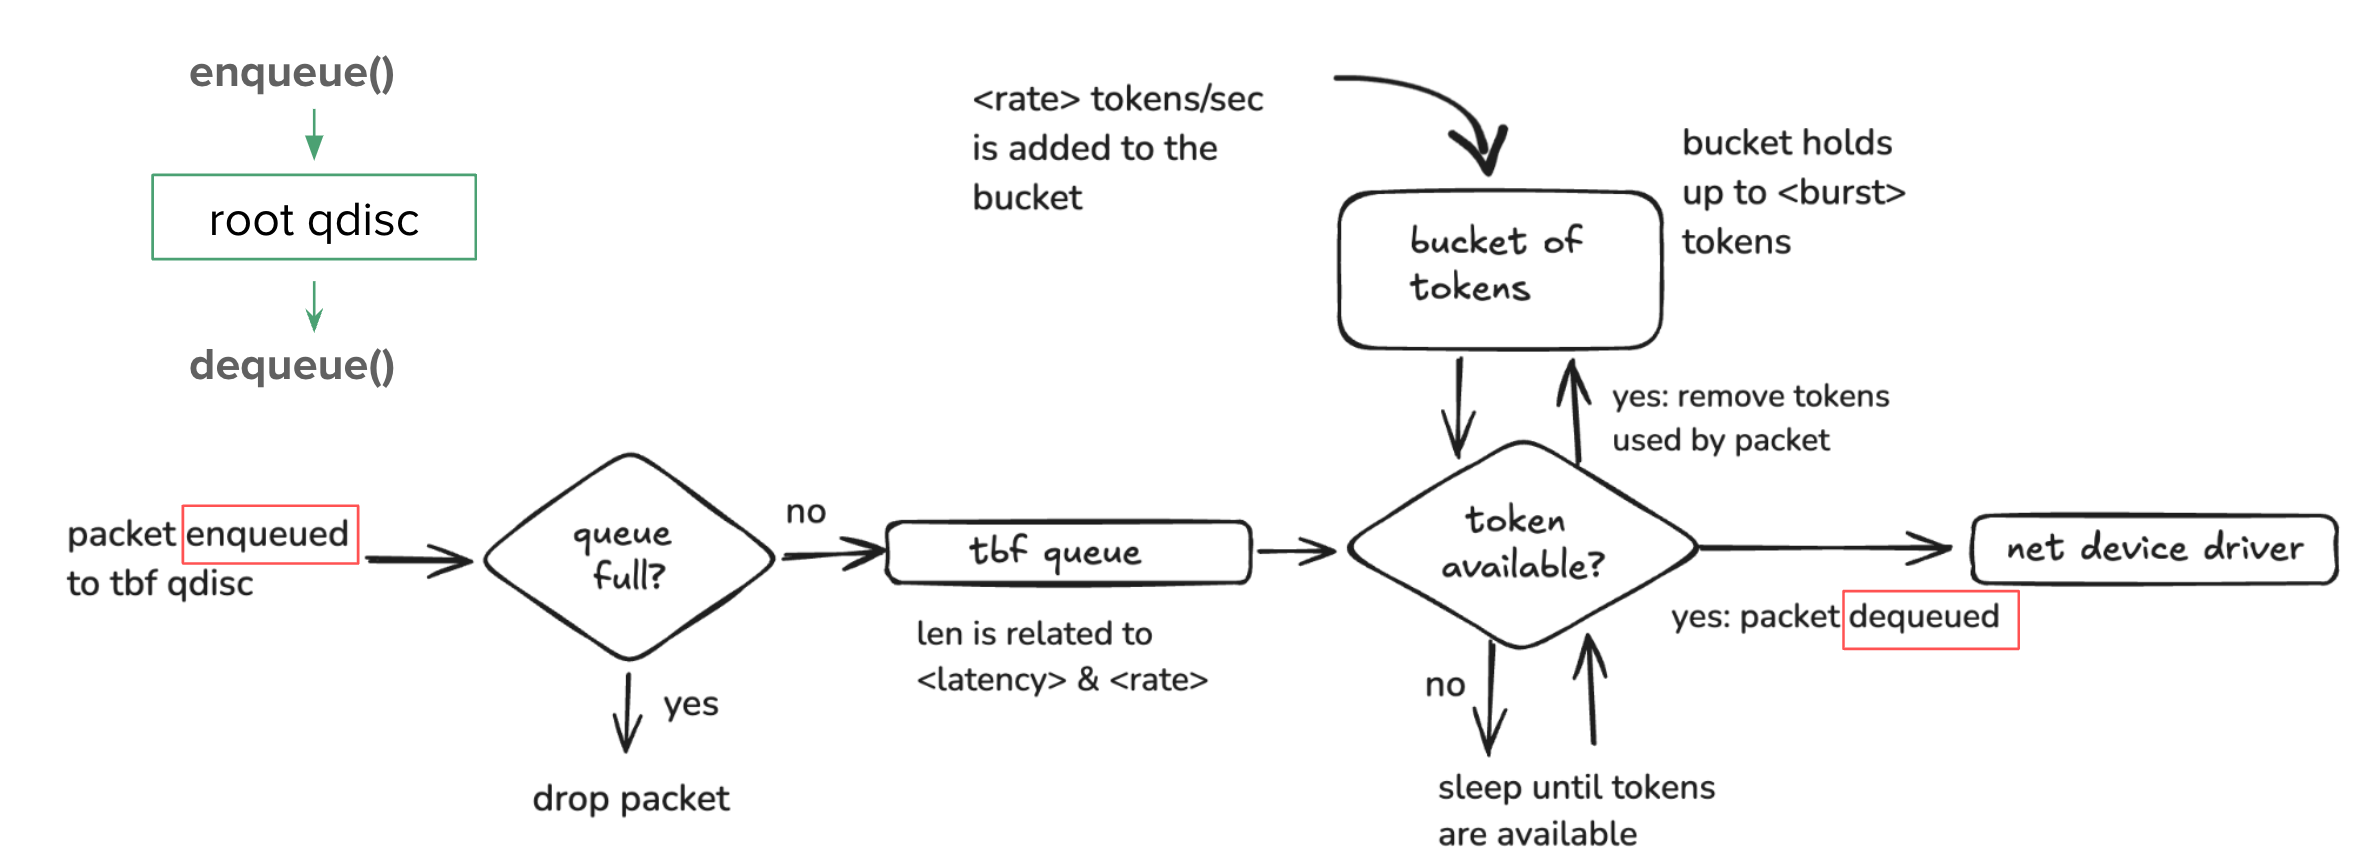 enqueue()
root qdisc
dequeue()
<rate> tokens/sec
is added to the
bucket
bucket holds
up to <burst>
tokens
bucket of
tokens
yes: remove tokens
used by packet
packet enqueued
to tbf qdisc
queue
full?
no
yes
drop packet
tbf queue
len is related to
<latency> & <rate>
token
available?
no
sleep until tokens
are available
yes: packet dequeued
net device driver